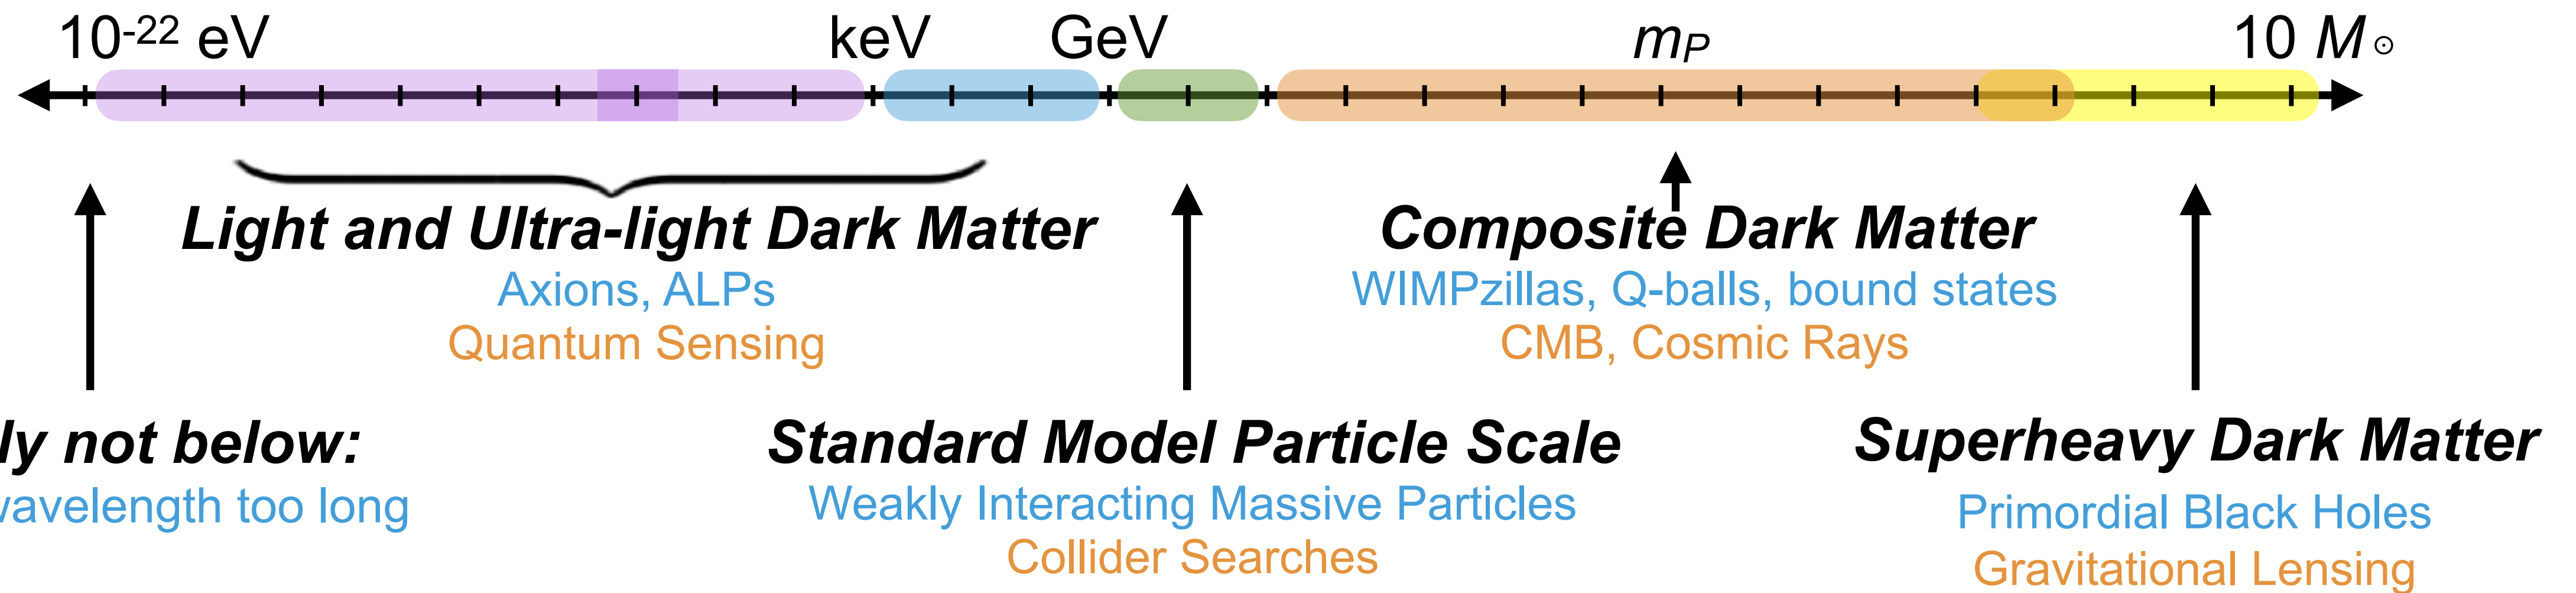 10⁻²² eV keV GeV mP 10 M☉
Light and Ultra-light Dark Matter
Axions, ALPs
Quantum Sensing
Composite Dark Matter
WIMPzillas, Q-balls, bound states
CMB, Cosmic Rays
ly not below:
wavelength too long
Standard Model Particle Scale
Weakly Interacting Massive Particles
Collider Searches
Superheavy Dark Matter
Primordial Black Holes
Gravitational Lensing